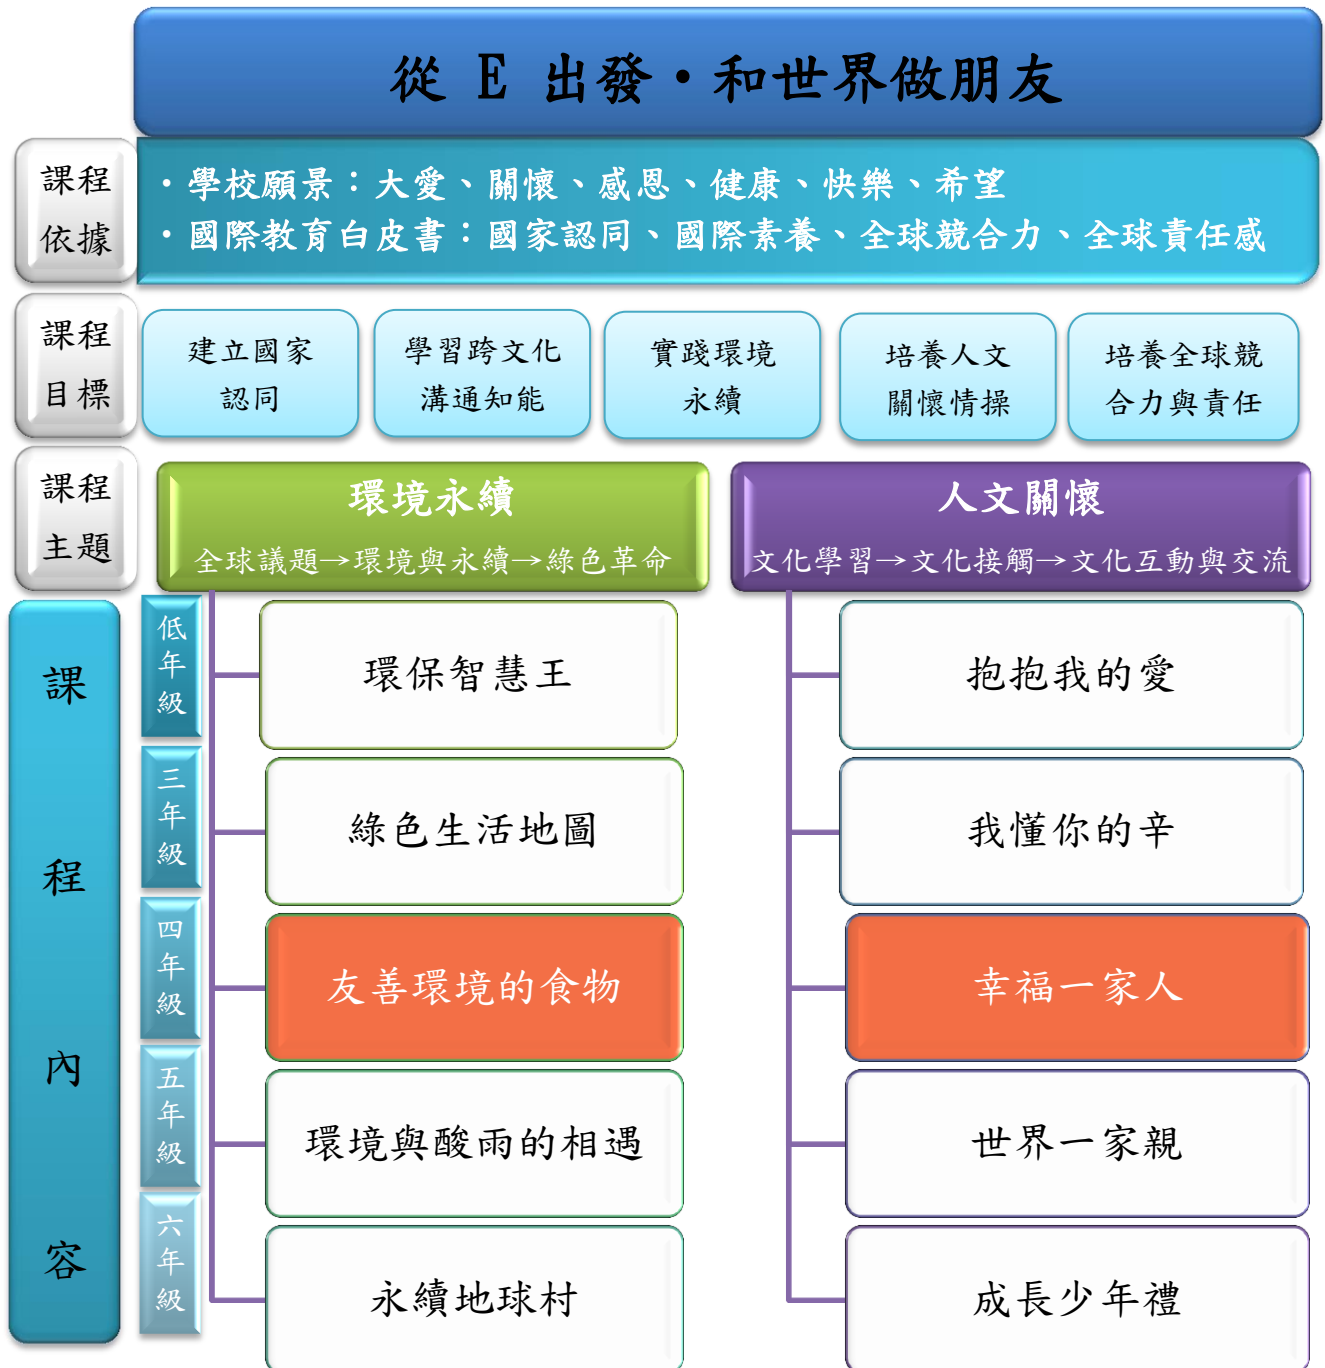 從 E 出發・和世界做朋友
課程
依據
・學校願景：大愛、關懷、感恩、健康、快樂、希望
・國際教育白皮書：國家認同、國際素養、全球競合力、全球責任感
課程
目標
建立國家
認同
學習跨文化
溝通知能
實踐環境
永續
培養人文
關懷情操
培養全球競
合力與責任
課程
主題
環境永續
全球議題→環境與永續→綠色革命
人文關懷
文化學習→文化接觸→文化互動與交流
課程內容
低年級
環保智慧王
抱抱我的愛
三年級
綠色生活地圖
我懂你的辛
四年級
友善環境的食物
幸福一家人
五年級
環境與酸雨的相遇
世界一家親
六年級
永續地球村
成長少年禮